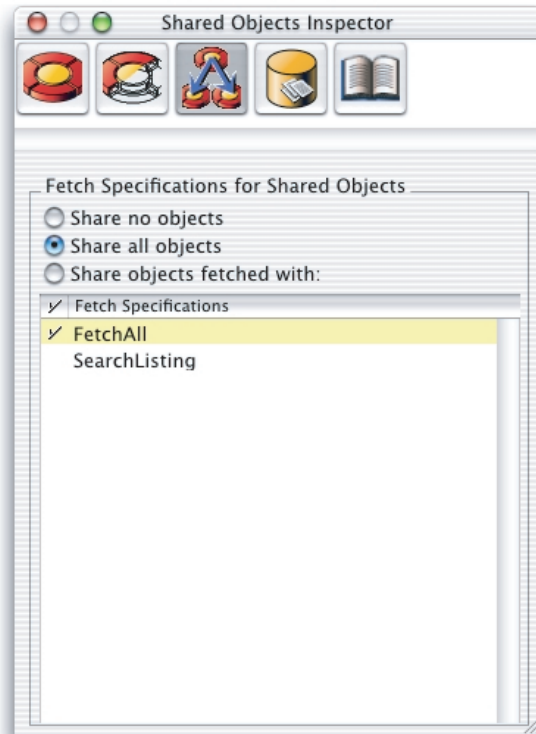 Shared Objects Inspector
Fetch Specifications for Shared Objects
Share no objects
Share all objects
Share objects fetched with:
Fetch Specifications
FetchAll
SearchListing